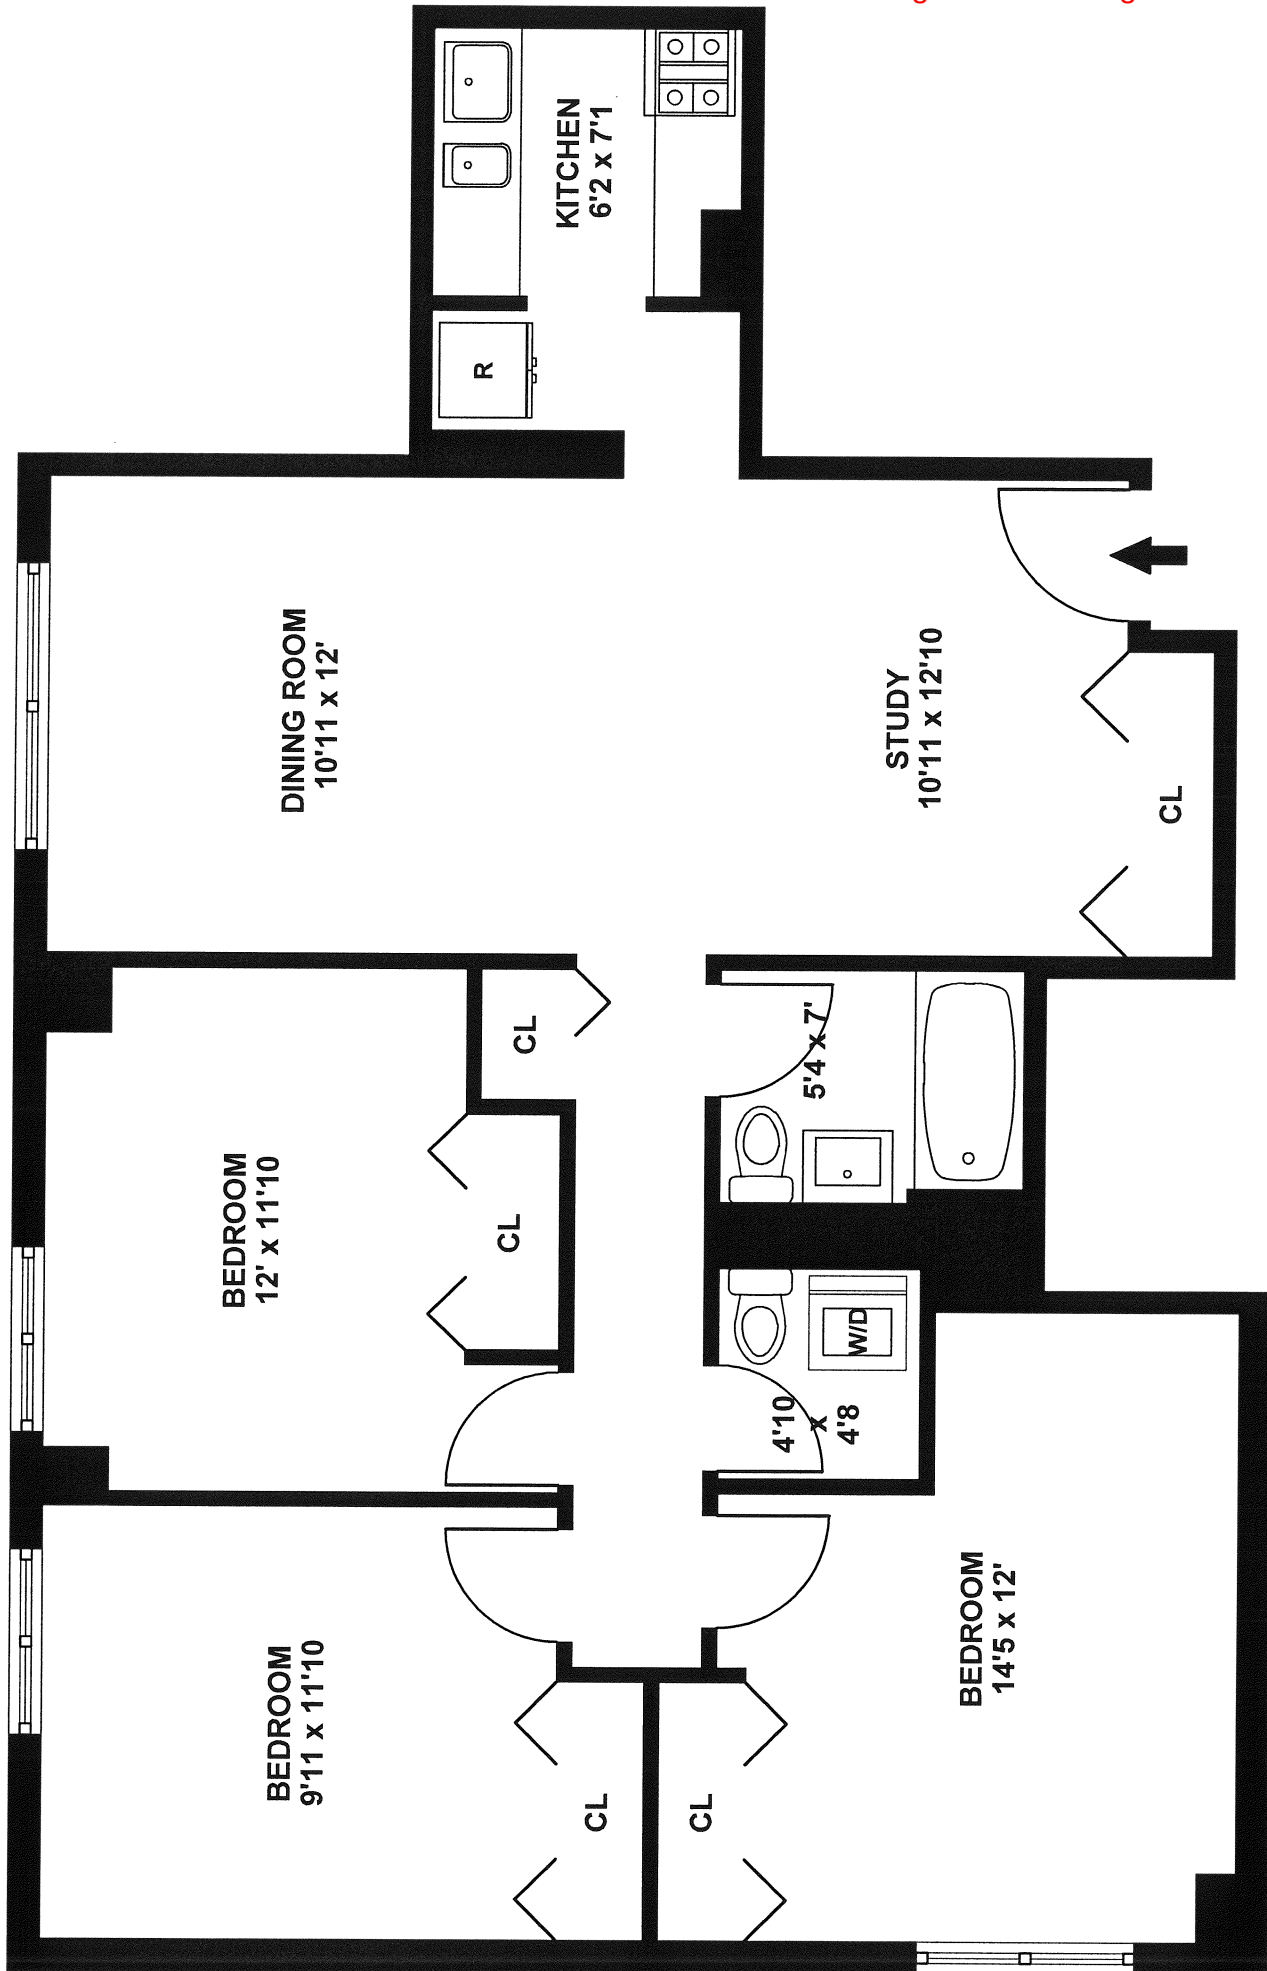 KITCHEN
6'2 x 7'1
R
DINING ROOM
10'11 x 12'
STUDY
10'11 x 12'10
CL
CL
5'4 x 7'
BEDROOM
12' x 11'10
CL
W/D
4'10
x
4'8
BEDROOM
9'11 x 11'10
CL
CL
BEDROOM
14'5 x 12'